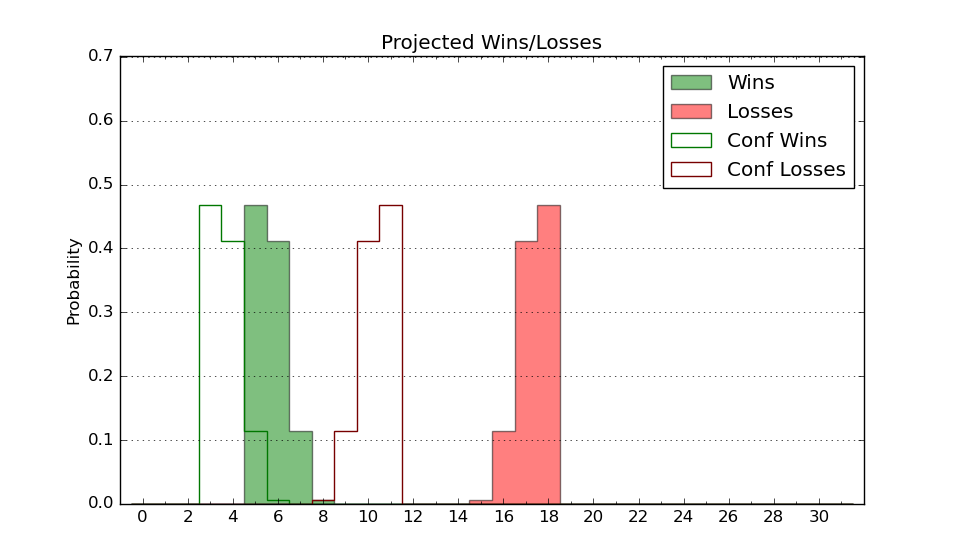 Projected Wins/Losses
0.7
0.6
0.5
0.4
0.3
0.2
0.1
0.0
Probability
Wins
Losses
Conf Wins
Conf Losses
0 2 4 6 8 10 12 14 16 18 20 22 24 26 28 30